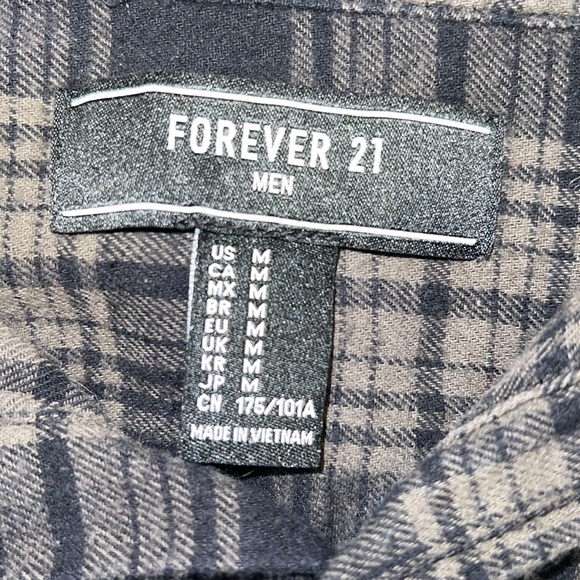 FOREVER 21
MEN
US M
CA M
MX M
BR M
EU M
UK M
KR M
JP M
CN 175/101A
MADE IN VIETNAM